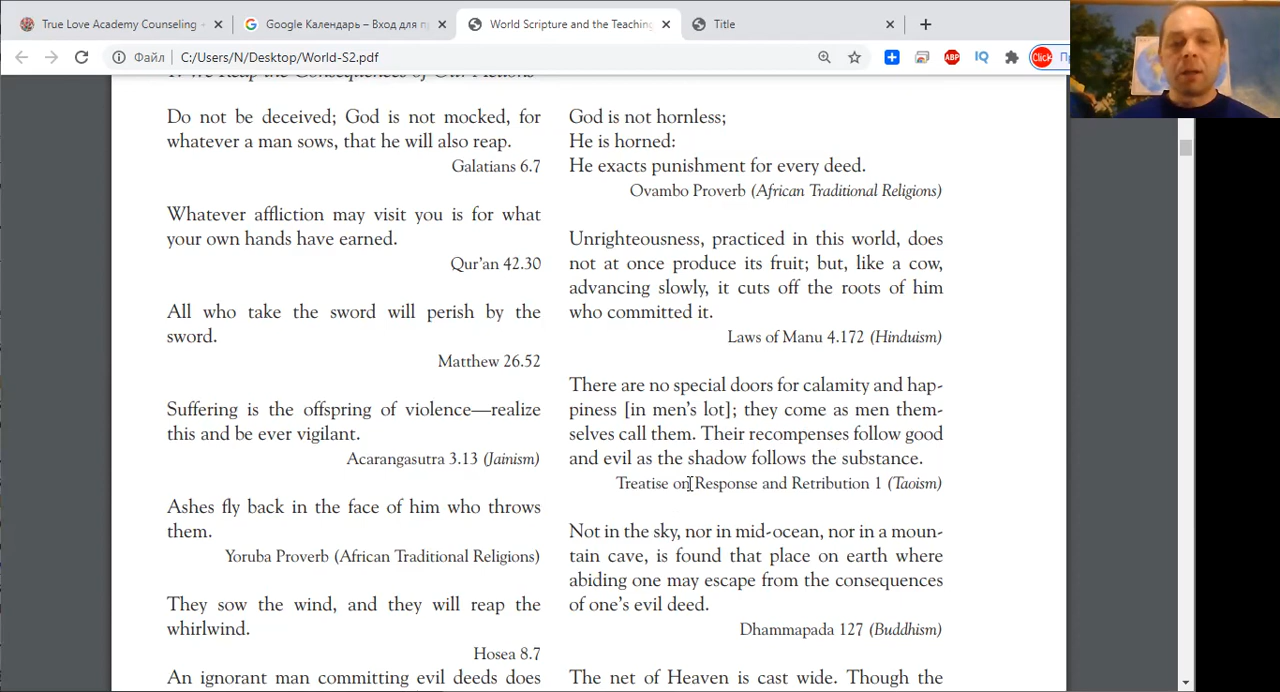 True Love Academy Counseling -
Google Календарь – Вход для п
World Scripture and the Teaching
Title
Файл
C:/Users/N/Desktop/World-S2.pdf
ABP
IQ
Click
П
1. We Reap the Consequences of Our Actions
Do not be deceived; God is not mocked, for
whatever a man sows, that he will also reap.
Galatians 6.7
Whatever affliction may visit you is for what
your own hands have earned.
Qur’an 42.30
All who take the sword will perish by the
sword.
Matthew 26.52
Suffering is the offspring of violence—realize
this and be ever vigilant.
Acarangasutra 3.13 (Jainism)
Ashes fly back in the face of him who throws
them.
Yoruba Proverb (African Traditional Religions)
They sow the wind, and they will reap the
whirlwind.
Hosea 8.7
An ignorant man committing evil deeds does
God is not hornless;
He is horned:
He exacts punishment for every deed.
Ovambo Proverb (African Traditional Religions)
Unrighteousness, practiced in this world, does
not at once produce its fruit; but, like a cow,
advancing slowly, it cuts off the roots of him
who committed it.
Laws of Manu 4.172 (Hinduism)
There are no special doors for calamity and hap-
piness [in men’s lot]; they come as men them-
selves call them. Their recompenses follow good
and evil as the shadow follows the substance.
Treatise on Response and Retribution 1 (Taoism)
Not in the sky, nor in mid-ocean, nor in a moun-
tain cave, is found that place on earth where
abiding one may escape from the consequences
of one’s evil deed.
Dhammapada 127 (Buddhism)
The net of Heaven is cast wide. Though the